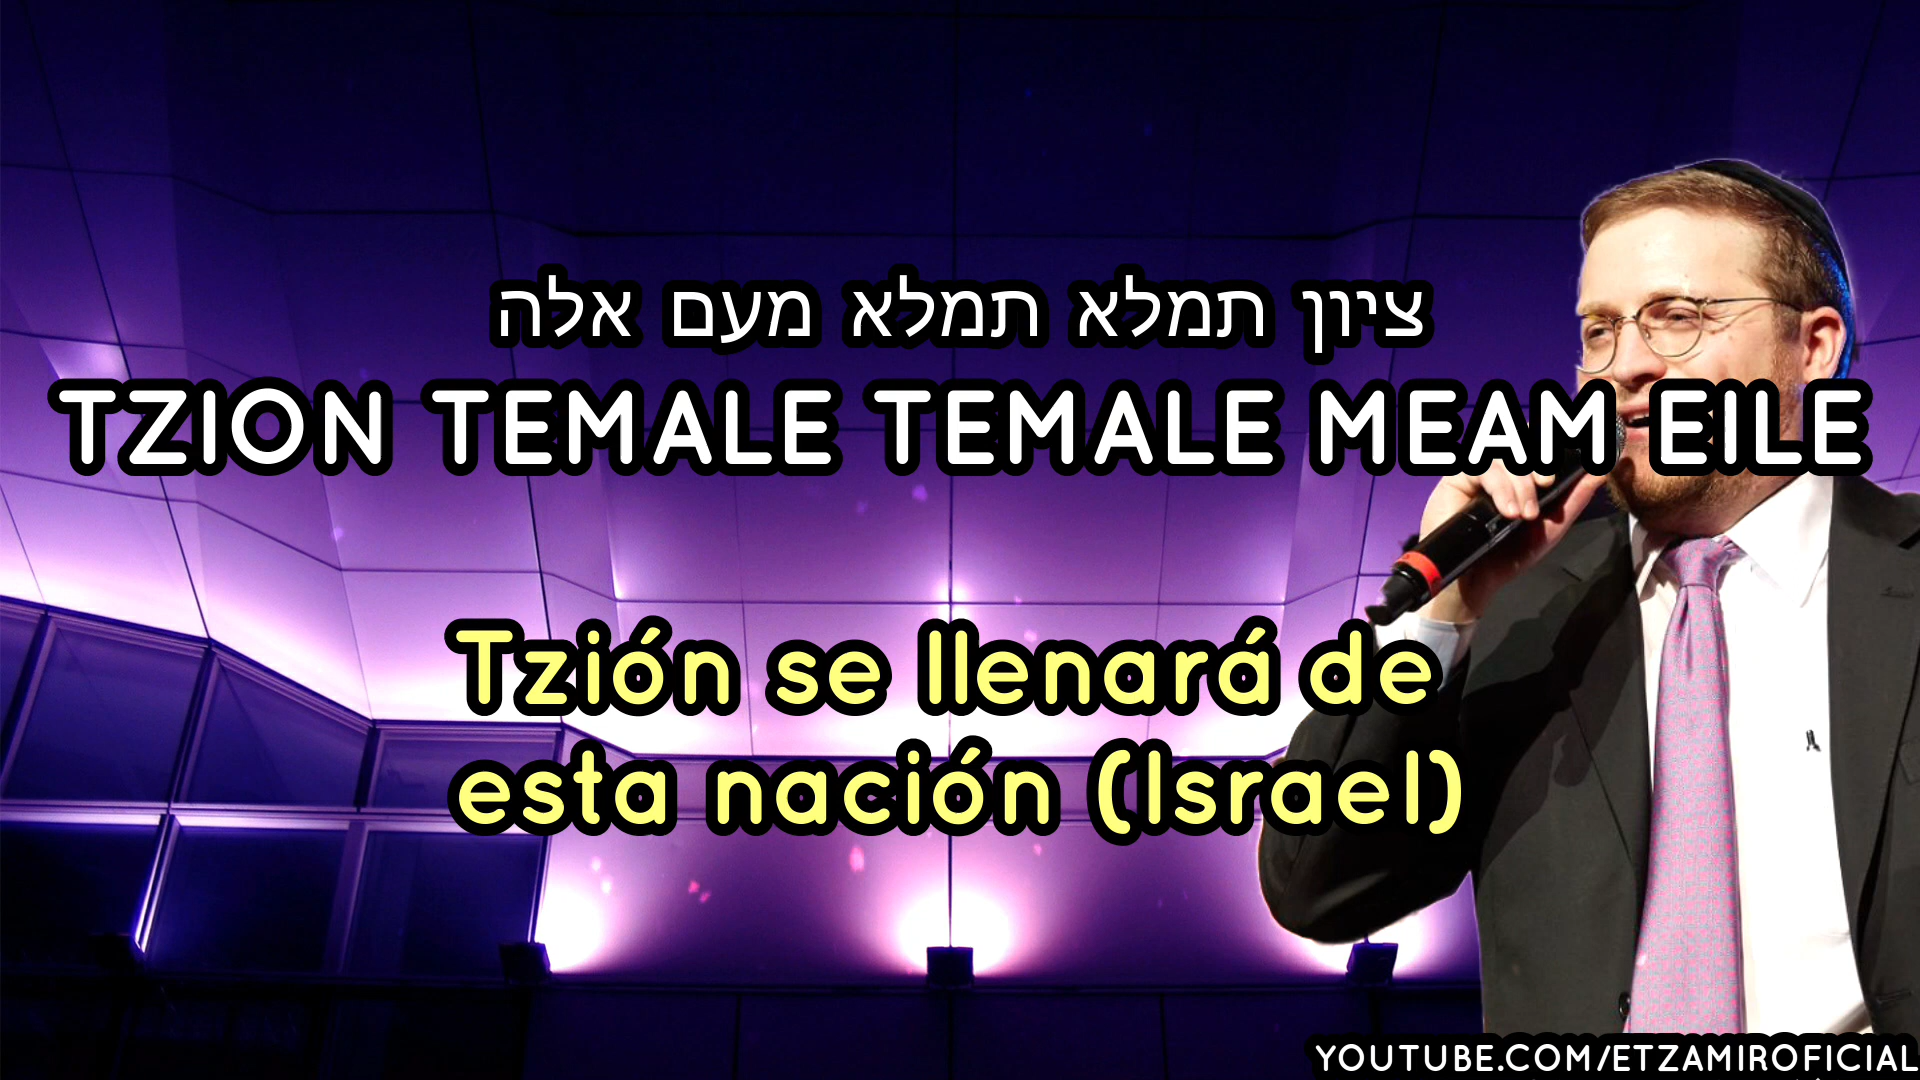 ציון תמלא תמלא מעם אלה
TZION TEMALE TEMALE MEAM EILE
Tzión se llenará de
esta nación (Israel)
YOUTUBE.COM/ETZAMIROFICIAL